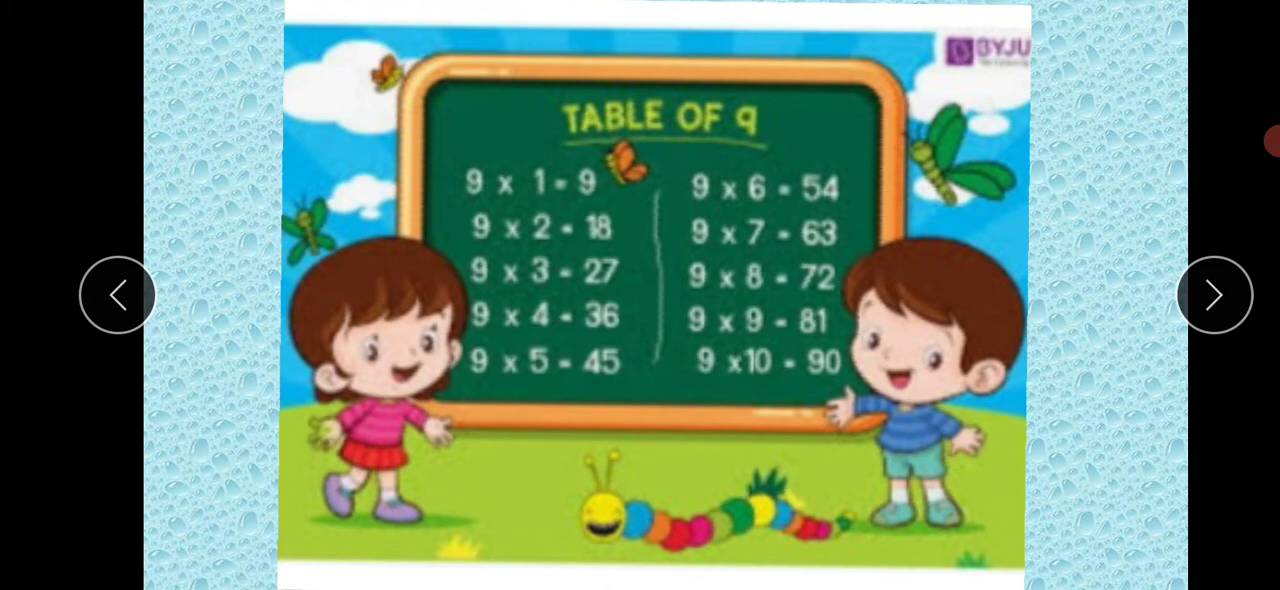 BYJU
TABLE OF 9
9 x 1 = 9
9 x 2 = 18
9 x 3 = 27
9 x 4 = 36
9 x 5 = 45
9 x 6 = 54
9 x 7 = 63
9 x 8 = 72
9 x 9 = 81
9 x10 = 90